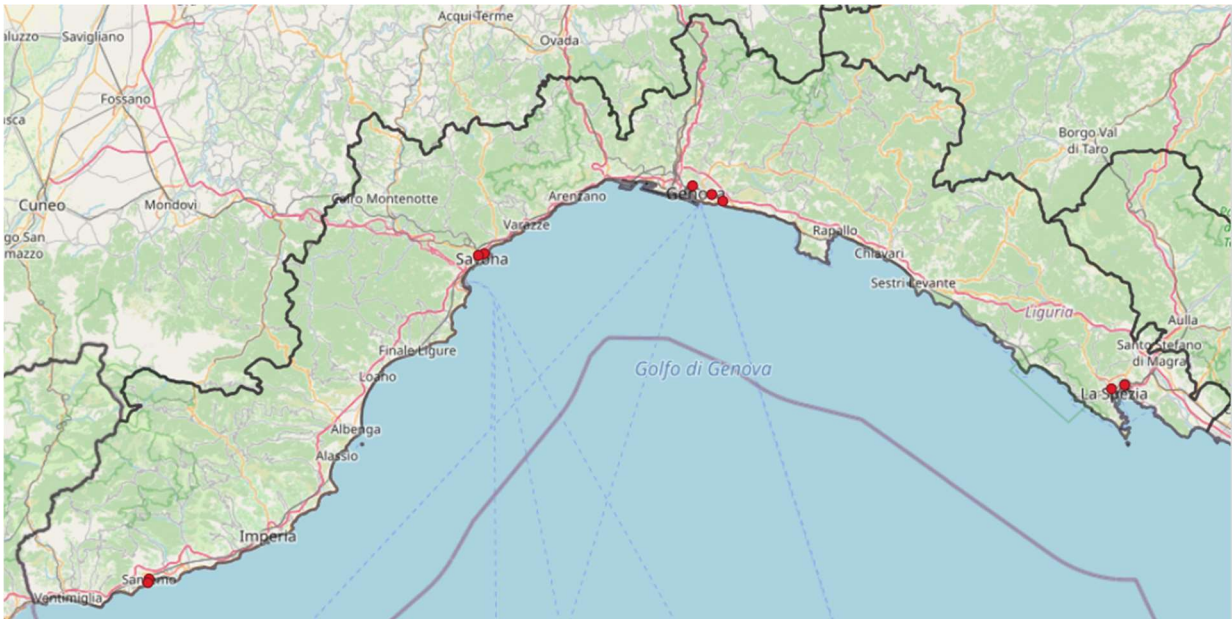 Acqui Terme
Savigliano
Ovada
Fossano
Borgo Val
di Taro
Cuneo
Mondovì
Cairo Montenotte
Arenzano
Genova
Varazze
Rapallo
Chiavari
Savona
Sestri Levante
Liguria
Aulla
Santo Stefano
di Magra
Finale Ligure
Golfo di Genova
Loano
La Spezia
Albenga
Alassio
Imperia
Sanremo
Ventimiglia